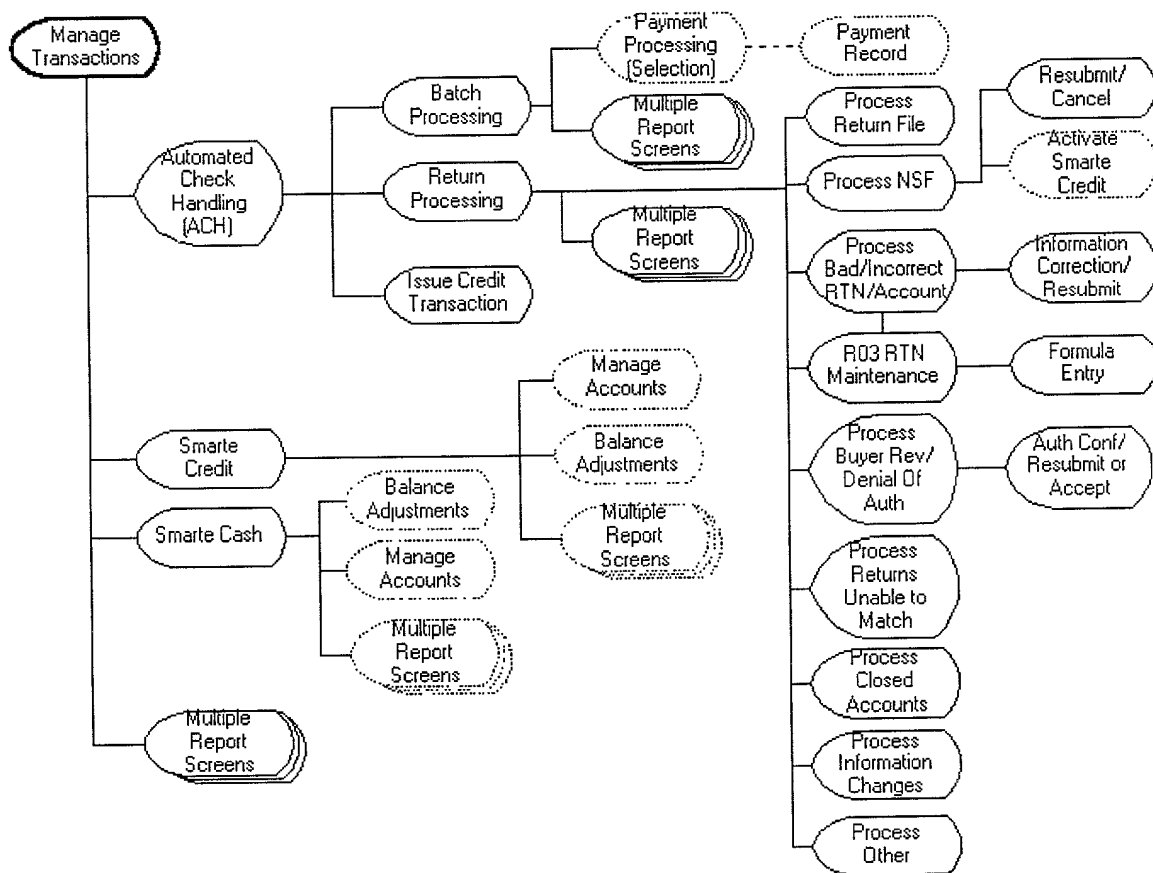 Manage
Transactions
Automated
Check
Handling
(ACH)
Batch
Processing
Payment
Processing
(Selection)
Payment
Record
Multiple
Report
Screens
Return
Processing
Multiple
Report
Screens
Issue Credit
Transaction
Process
Return File
Process NSF
Resubmit/
Cancel
Activate
Smarte
Credit
Process
Bad/Incorrect
RTN/Account
Information
Correction/
Resubmit
R03 RTN
Maintenance
Formula
Entry
Process
Buyer Rev/
Denial Of
Auth
Auth Conf/
Resubmit or
Accept
Process
Returns
Unable to
Match
Process
Closed
Accounts
Process
Information
Changes
Process
Other
Smarte
Credit
Manage
Accounts
Balance
Adjustments
Multiple
Report
Screens
Smarte Cash
Balance
Adjustments
Manage
Accounts
Multiple
Report
Screens
Multiple
Report
Screens